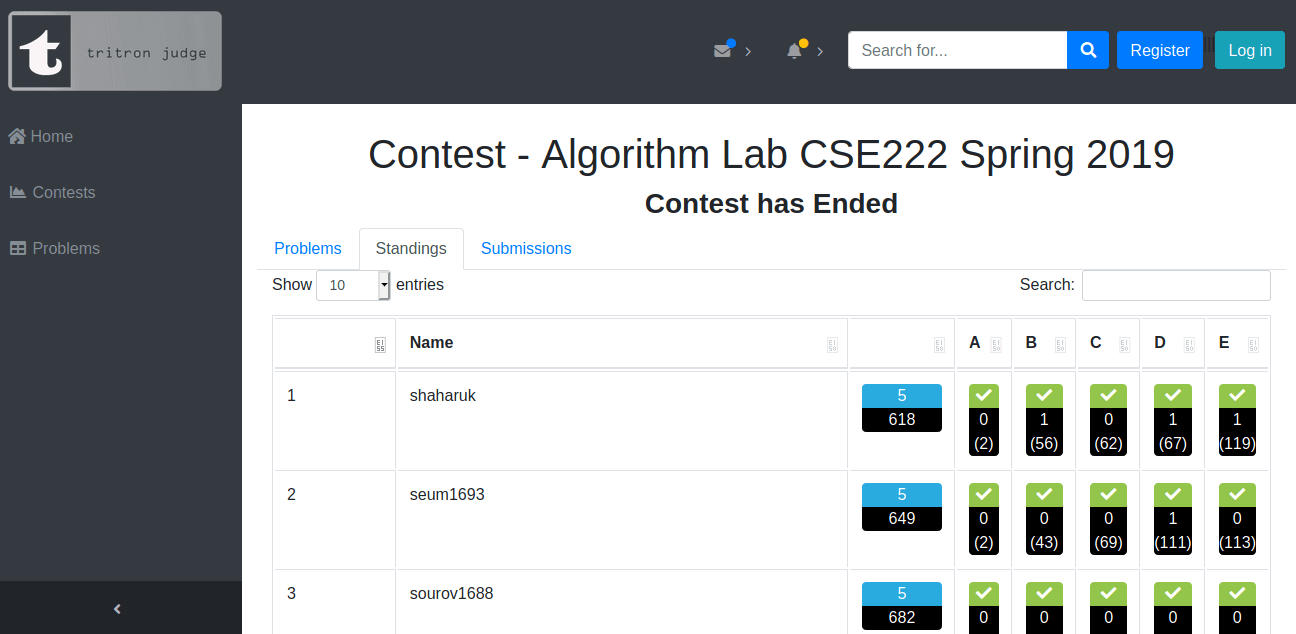 t tritron judge
Search for...
Register
Log in
Home
Contests
Problems
Contest - Algorithm Lab CSE222 Spring 2019
Contest has Ended
Problems Standings Submissions
Show 10 entries Search:
Name A B C D E
1 shaharuk 5 0 1 0 1 1
618 (2) (56) (62) (67) (119)
2 seum1693 5 0 0 0 1 0
649 (2) (43) (69) (111) (113)
3 sourov1688 5 0 0 0 0 0
682